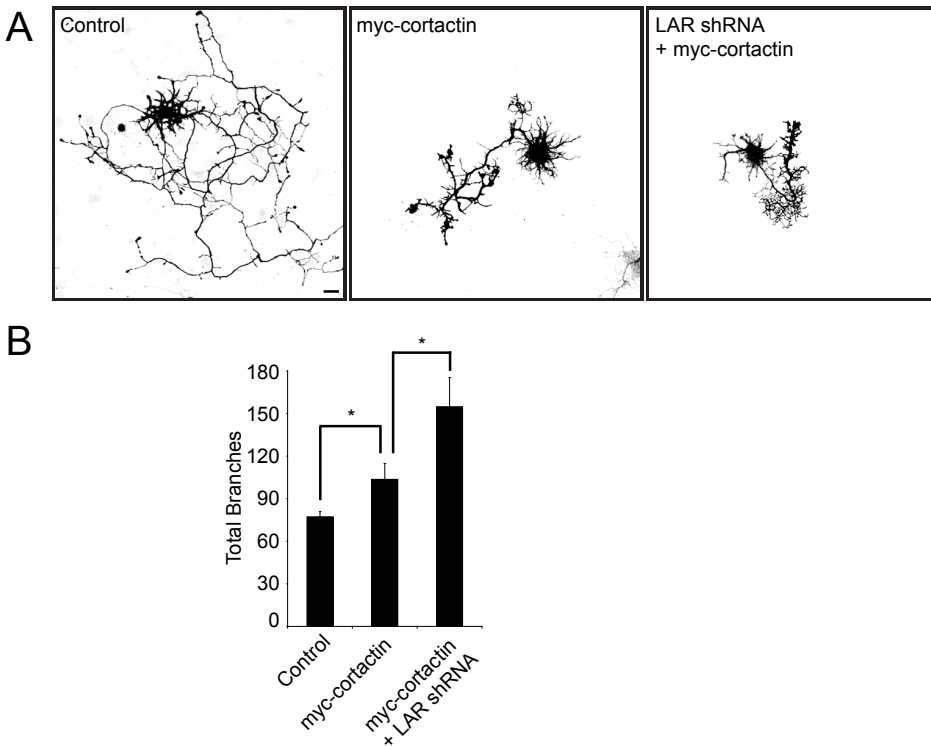 A
Control
myc-cortactin
LAR shRNA
+ myc-cortactin
B
*
*
180
150
120
90
60
30
0
Total Branches
Control
myc-cortactin
myc-cortactin
+ LAR shRNA